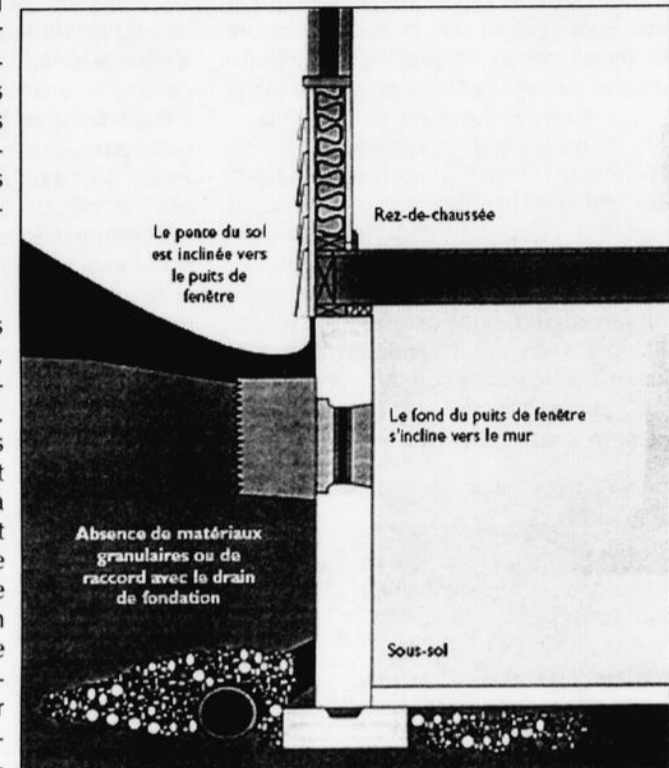 Le pente du sol
est inclinée vers
le puits de
fenêtre
Rez-de-chaussée
Le fond du puits de fenêtre
s'incline vers le mur
Absence de matériaux
granulaires ou de
raccord avec le drain
de fondation
Sous-sol